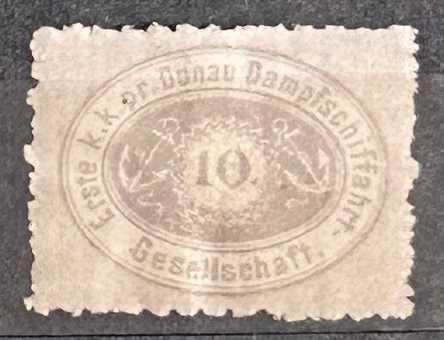 Erste k.k. pr. Donau Dampfschiffahrt-
Gesellschaft.
10.